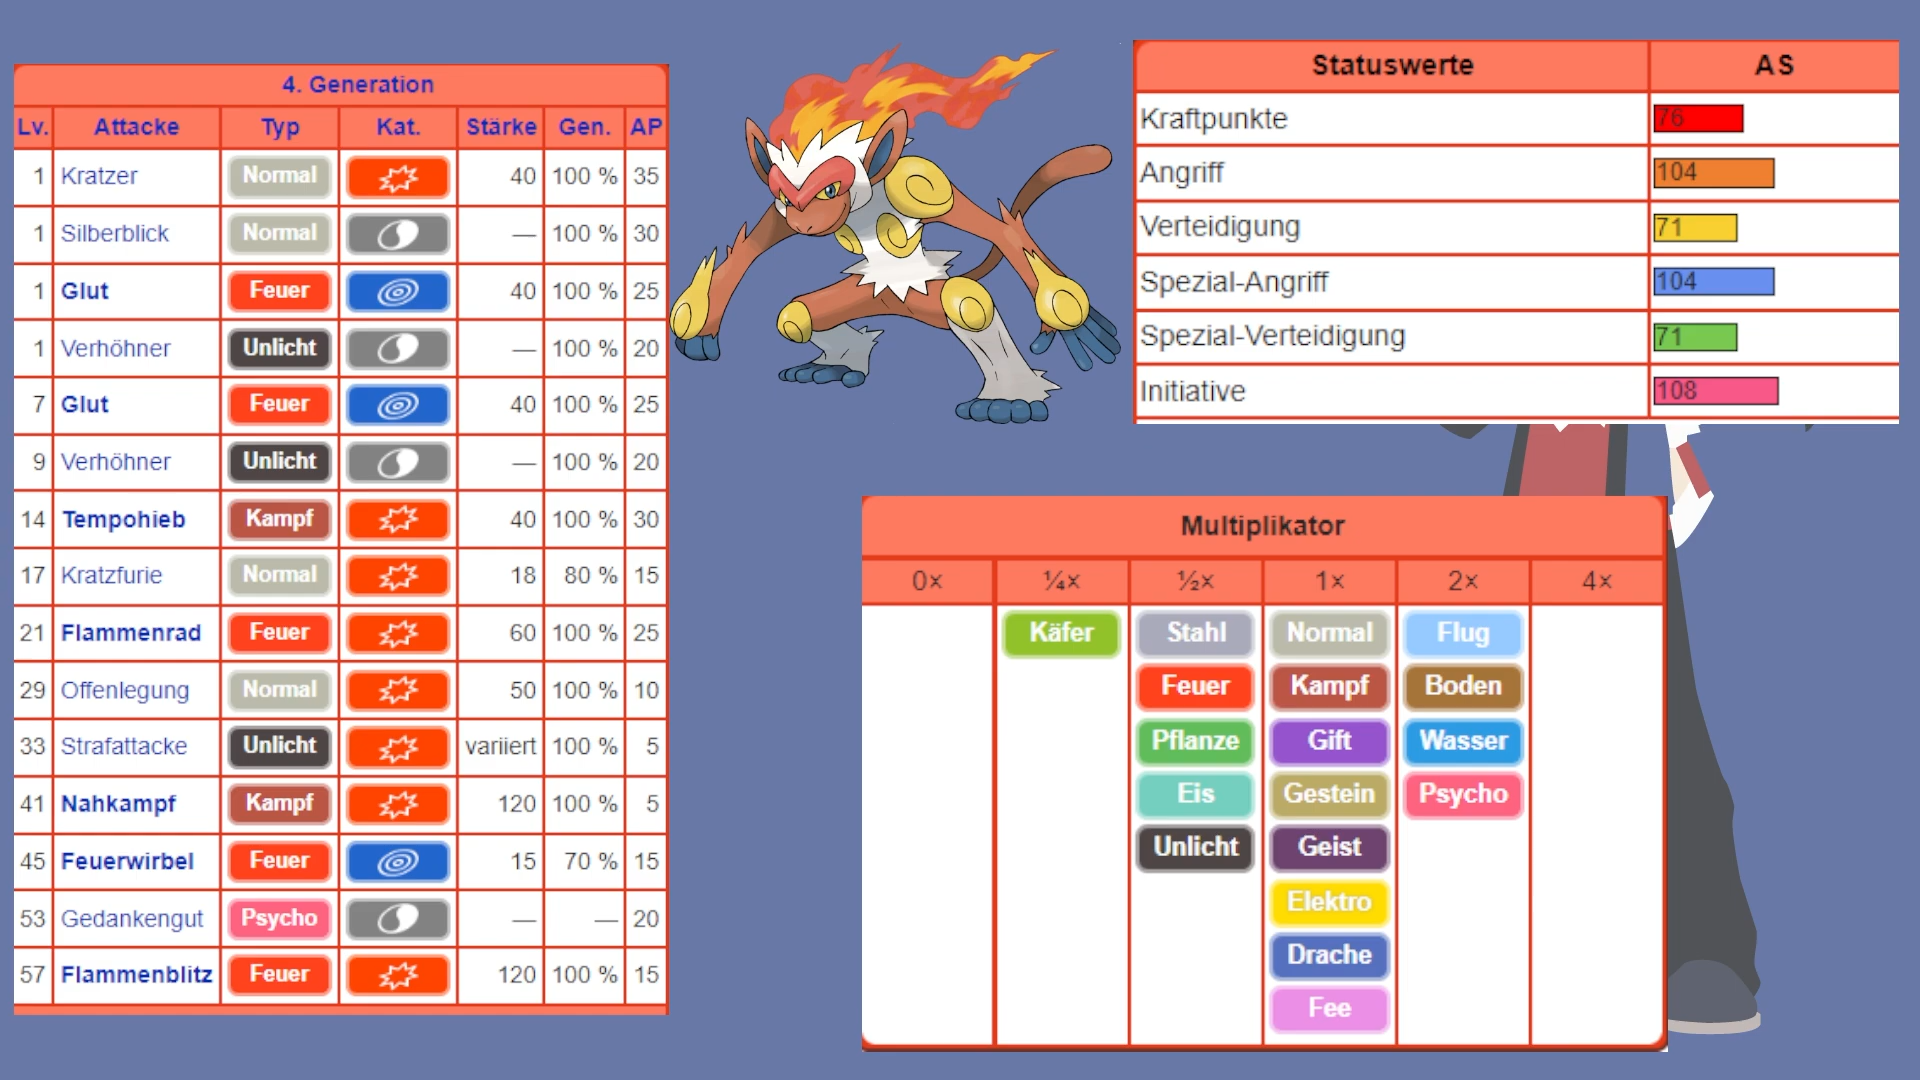 4. Generation
Lv. Attacke Typ Kat. Stärke Gen. AP
1 Kratzer Normal 40 100 % 35
1 Silberblick Normal — 100 % 30
1 Glut Feuer 40 100 % 25
1 Verhöhner Unlicht — 100 % 20
7 Glut Feuer 40 100 % 25
9 Verhöhner Unlicht — 100 % 20
14 Tempohieb Kampf 40 100 % 30
17 Kratzfurie Normal 18 80 % 15
21 Flammenrad Feuer 60 100 % 25
29 Offenlegung Normal 50 100 % 10
33 Strafattacke Unlicht variiert 100 % 5
41 Nahkampf Kampf 120 100 % 5
45 Feuerwirbel Feuer 15 70 % 15
53 Gedankengut Psycho — — 20
57 Flammenblitz Feuer 120 100 % 15
Statuswerte AS
Kraftpunkte 76
Angriff 104
Verteidigung 71
Spezial-Angriff 104
Spezial-Verteidigung 71
Initiative 108
Multiplikator
0× ¼× ½× 1× 2× 4×
Käfer Stahl Normal Flug
Feuer Kampf Boden
Pflanze Gift Wasser
Eis Gestein Psycho
Unlicht Geist
Elektro
Drache
Fee